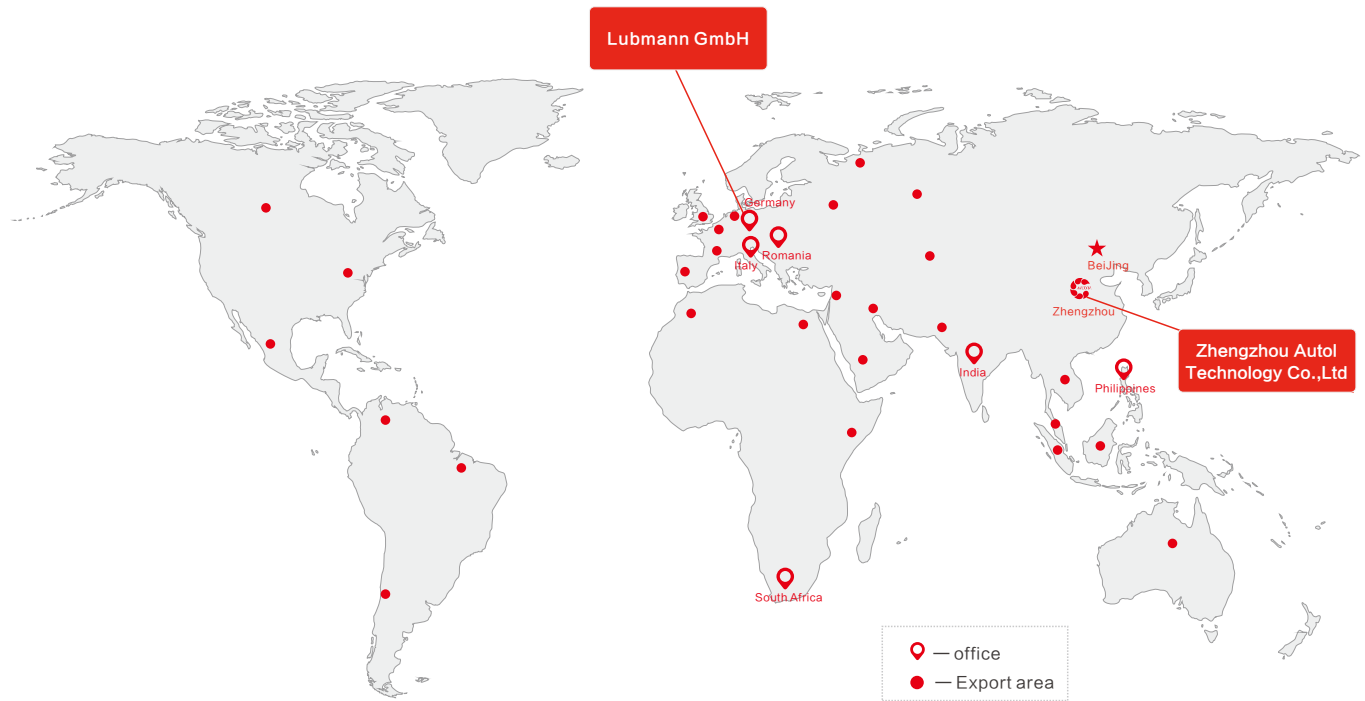 Lubmann GmbH
Germany
Italy
Romania
BeiJing
Zhengzhou
Zhengzhou Autol
Technology Co.,Ltd
India
Philippines
South Africa
— office
— Export area